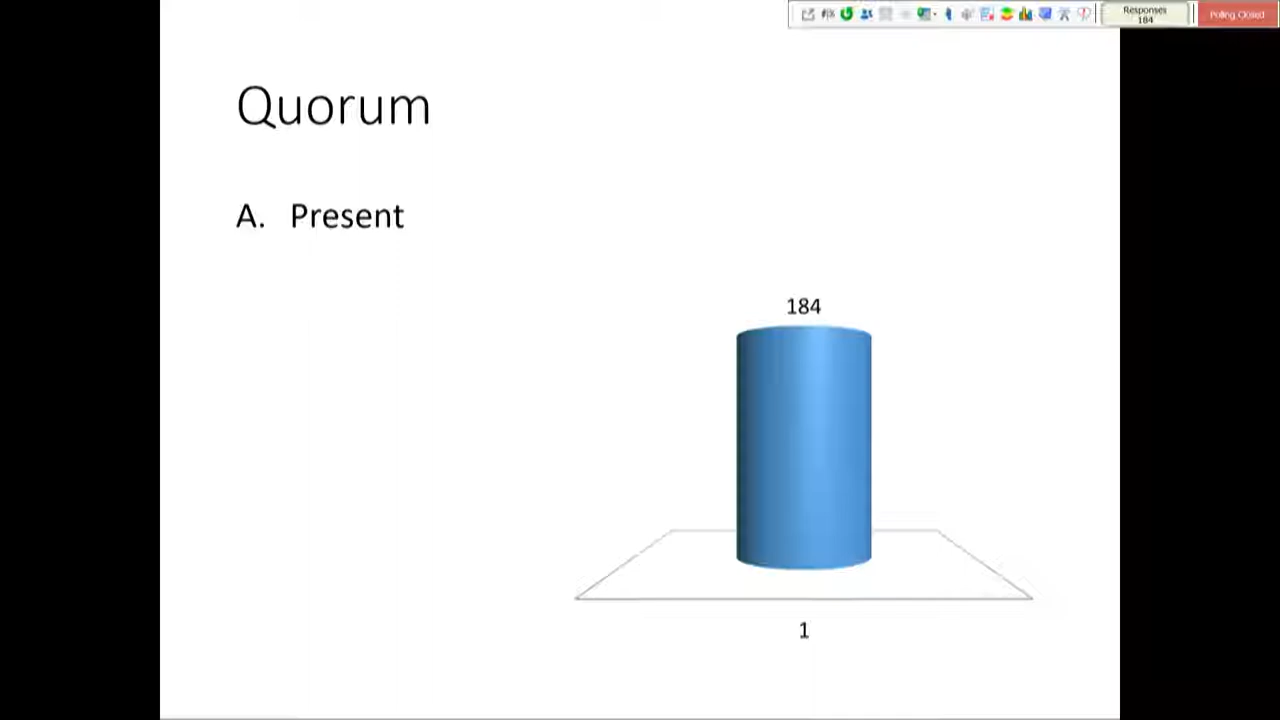 Responses
184
Polling Closed
Quorum
A. Present
184
1